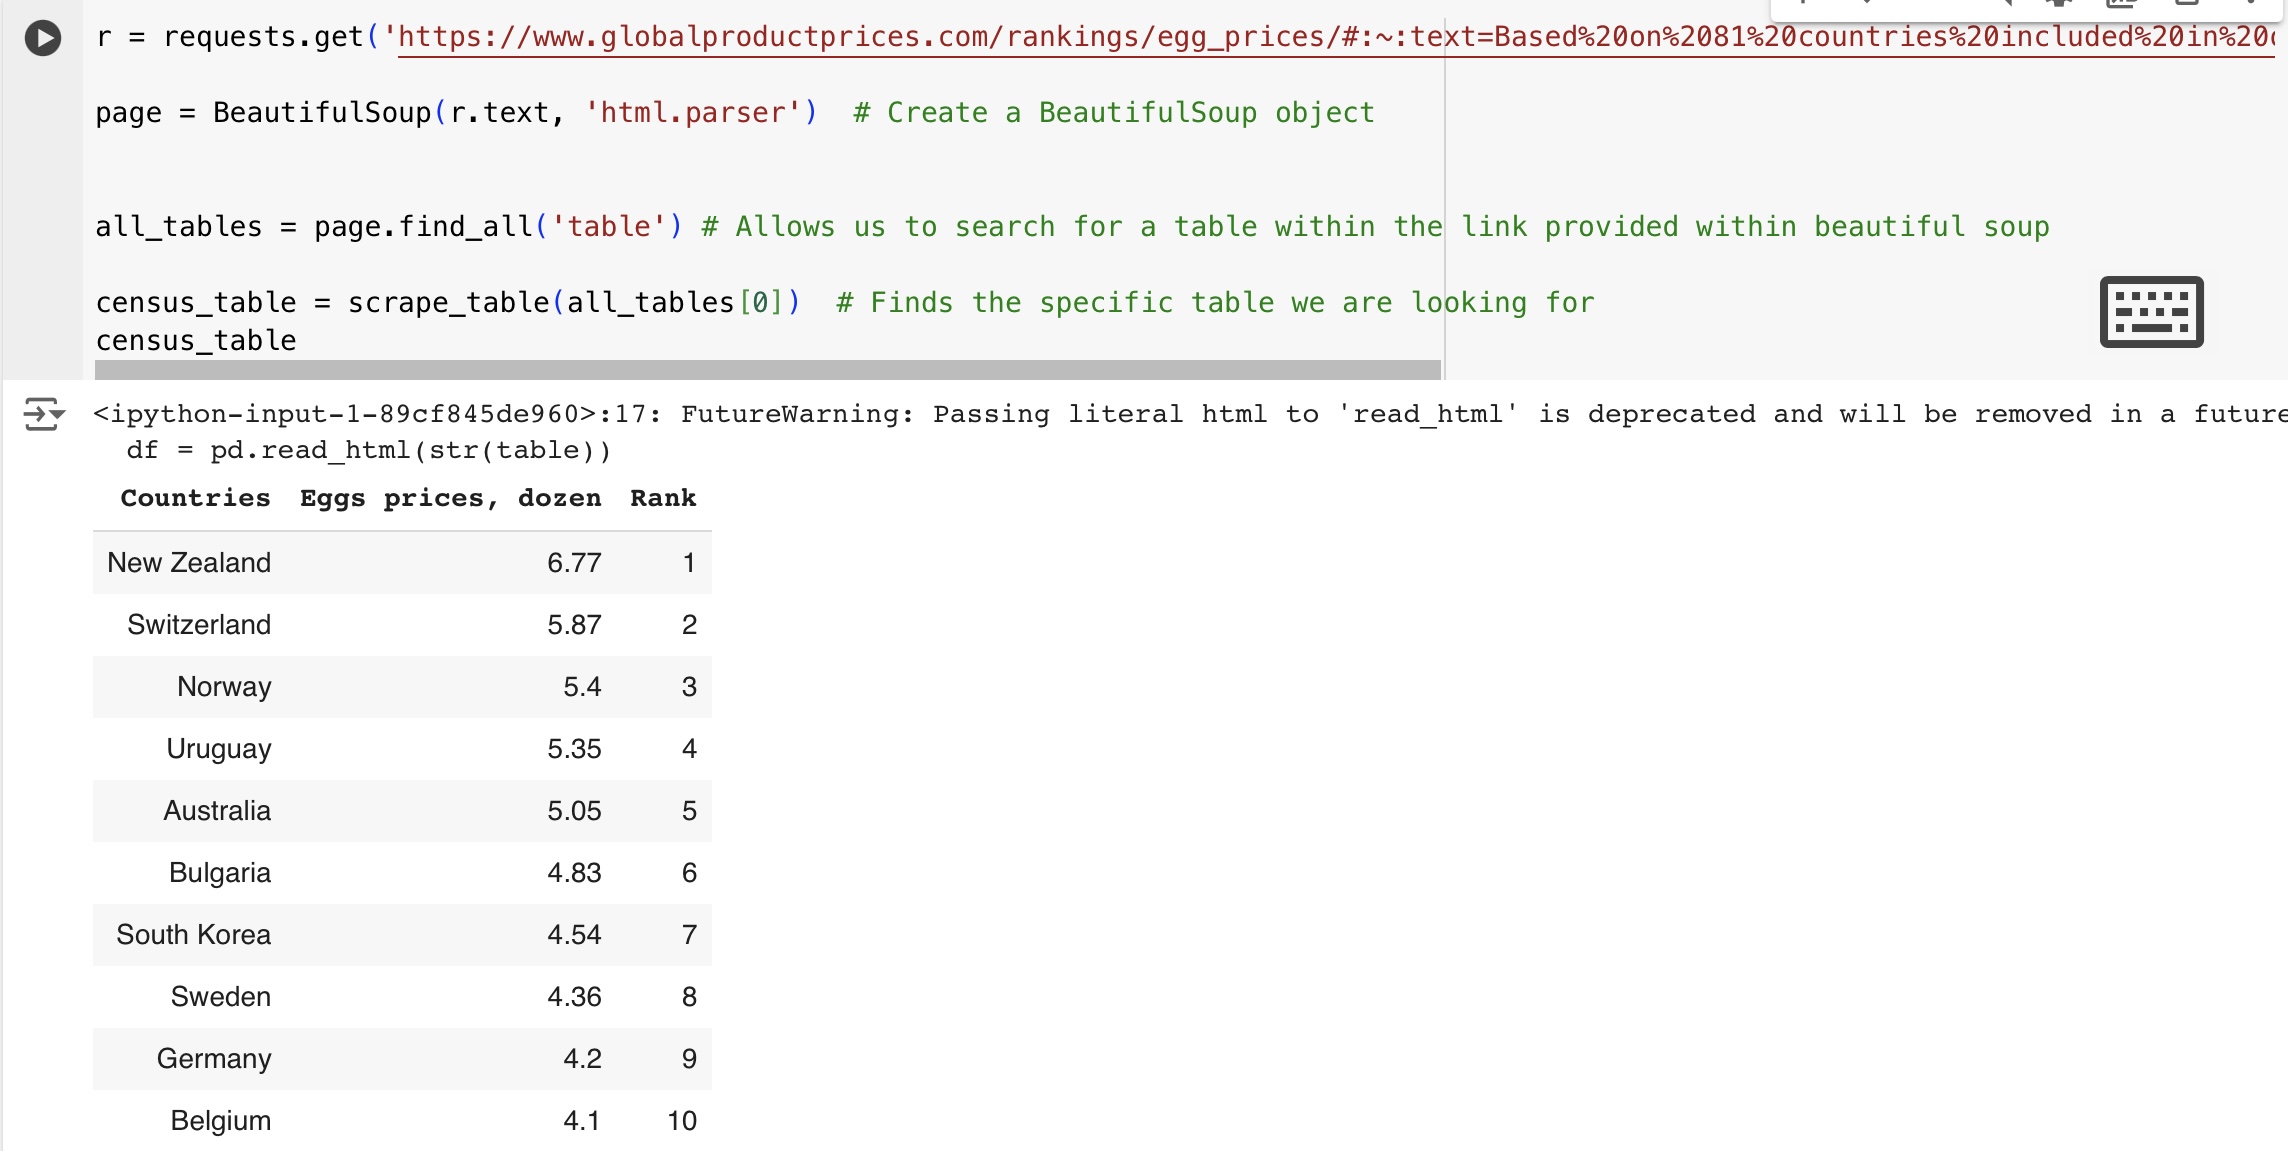 r = requests.get('https://www.globalproductprices.com/rankings/egg_prices/#:~:text=Based%20on%2081%20countries%20included%20in%20
page = BeautifulSoup(r.text, 'html.parser')  # Create a BeautifulSoup object
all_tables = page.find_all('table') # Allows us to search for a table within the link provided within beautiful soup
census_table = scrape_table(all_tables[0])  # Finds the specific table we are looking for
census_table
<ipython-input-1-89cf845de960>:17: FutureWarning: Passing literal html to 'read_html' is deprecated and will be removed in a future
df = pd.read_html(str(table))
Countries Eggs prices, dozen Rank
New Zealand 6.77 1
Switzerland 5.87 2
Norway 5.4 3
Uruguay 5.35 4
Australia 5.05 5
Bulgaria 4.83 6
South Korea 4.54 7
Sweden 4.36 8
Germany 4.2 9
Belgium 4.1 10